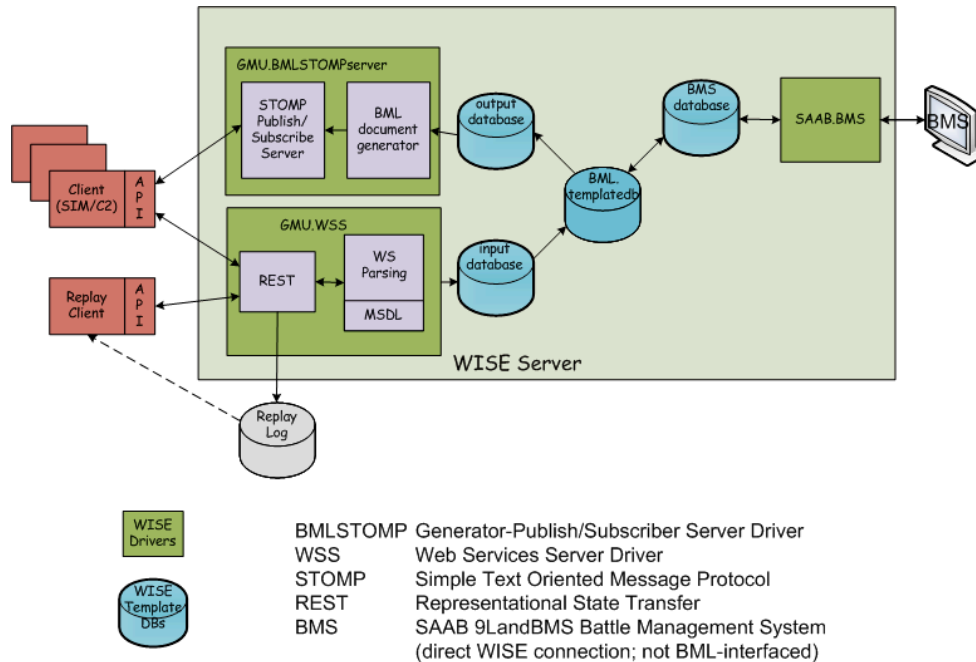 GMU.BMLSTOMPserver
STOMP
Publish/
Subscribe
Server
BML
document
generator
output
database
BMS
database
SAAB.BMS
BMS
Client
(SIM/C2)
A
P
I
BML.
templatedb
GMU.WSS
REST
WS
Parsing
MSDL
input
database
Replay
Client
A
P
I
WISE Server
Replay
Log
WISE
Drivers
WISE
Template
DBs
BMLSTOMP Generator-Publish/Subscriber Server Driver
WSS Web Services Server Driver
STOMP Simple Text Oriented Message Protocol
REST Representational State Transfer
BMS SAAB 9LandBMS Battle Management System
(direct WISE connection; not BML-interfaced)